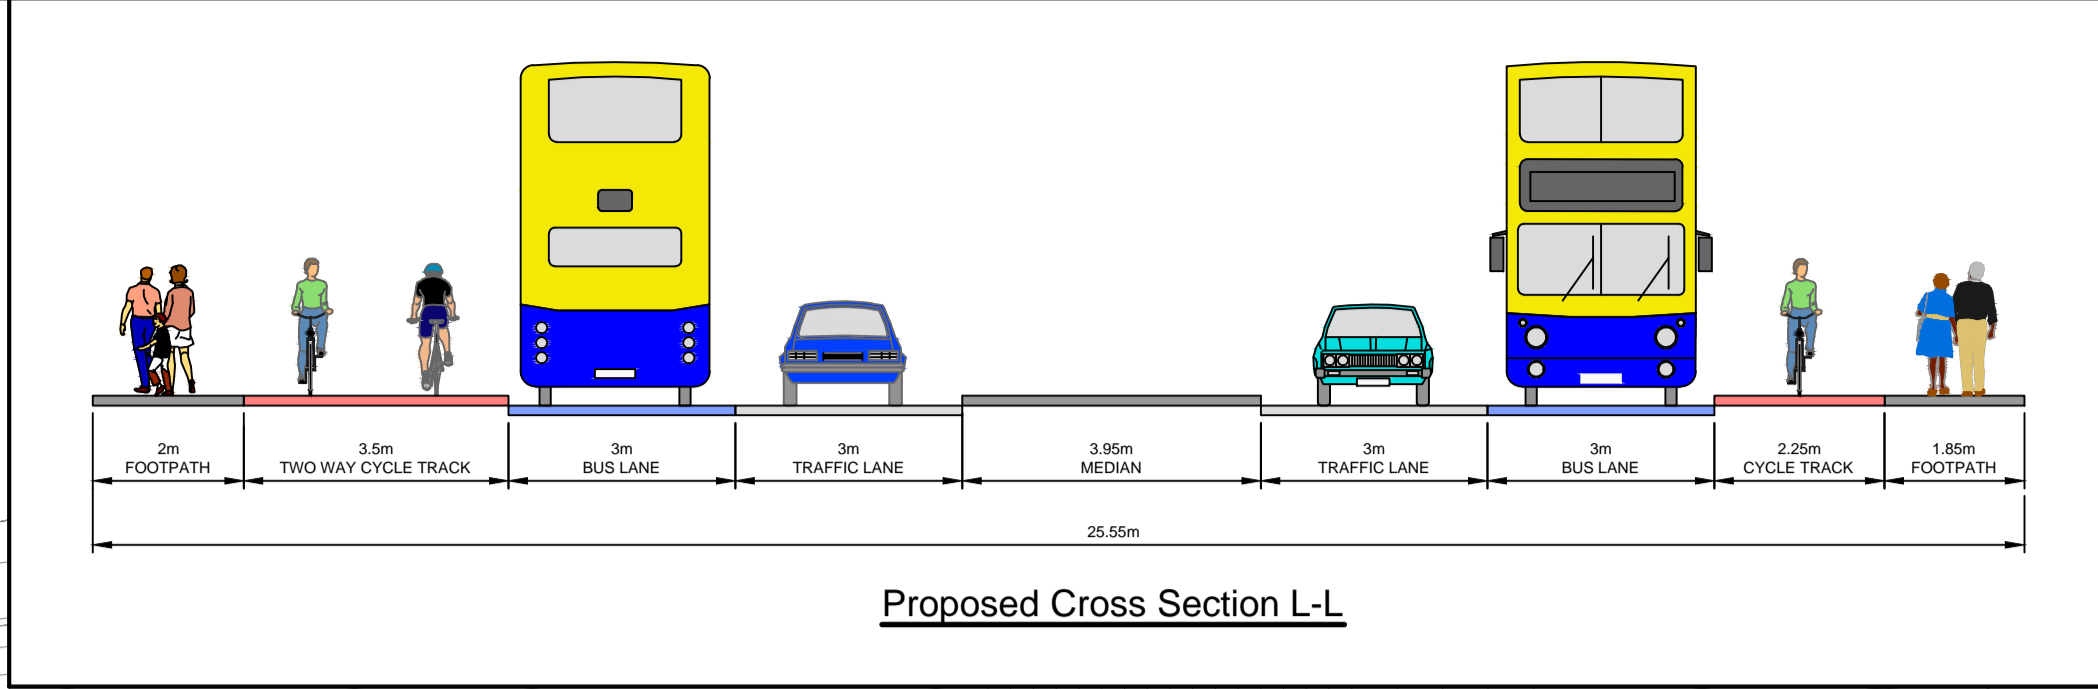 2m
FOOTPATH
3.5m
TWO WAY CYCLE TRACK
3m
BUS LANE
3m
TRAFFIC LANE
3.95m
MEDIAN
3m
TRAFFIC LANE
3m
BUS LANE
2.25m
CYCLE TRACK
1.85m
FOOTPATH
25.55m
Proposed Cross Section L-L